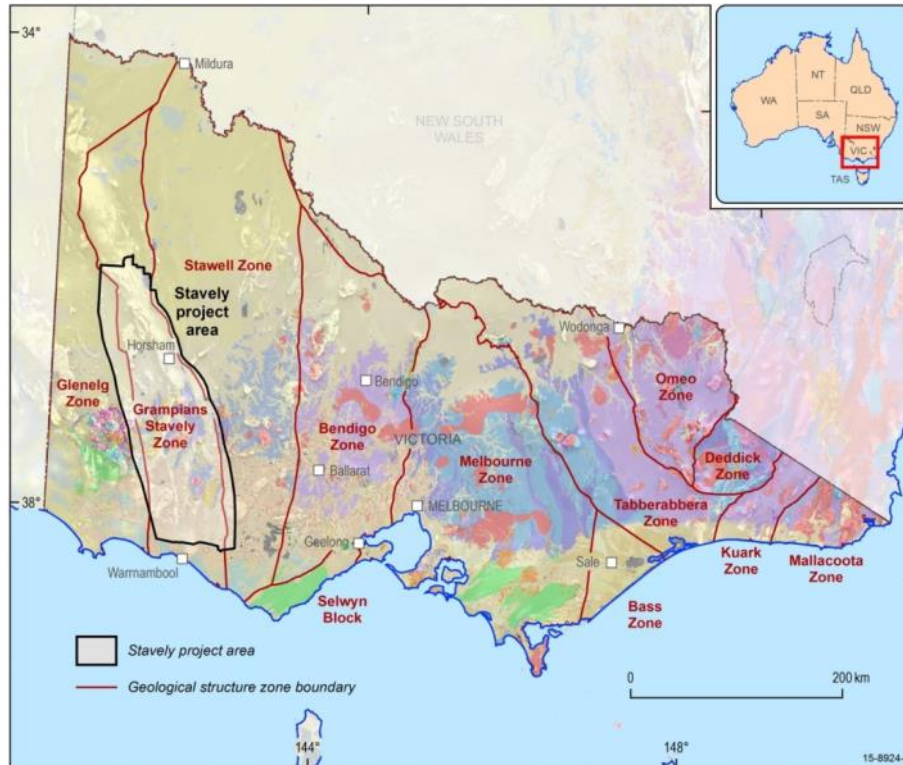 34°
Mildura
NEW SOUTH
WALES
NT
QLD
WA
SA
NSW
VIC
TAS
Stawell Zone
Stavely
project
area
Horsham
Wodonga
Glenelg
Zone
Grampians
Stavely
Zone
Bendigo
Omeo
Zone
Bendigo
Zone
VICTORIA
Melbourne
Zone
Deddick
Zone
Ballarat
38°
MELBOURNE
Tabberabbera
Zone
Geelong
Kuark
Zone
Mallacoota
Zone
Warrnambool
Sale
Selwyn
Block
Bass
Zone
Stavely project area
Geological structure zone boundary
0
200 km
144°
148°
15-8924-